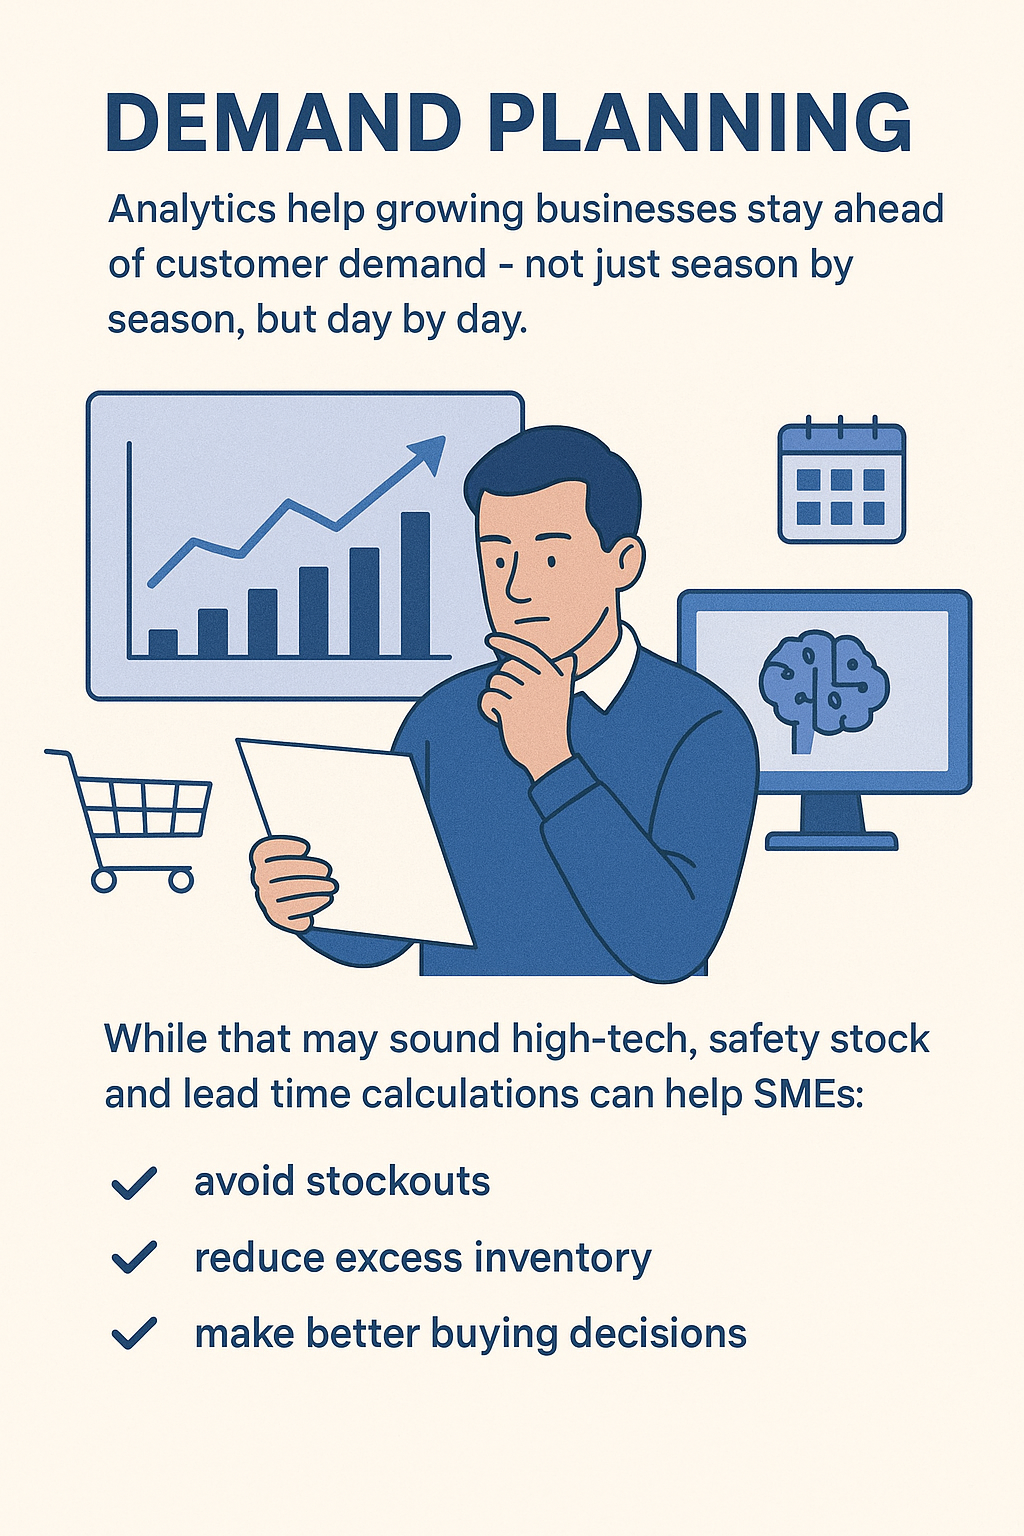 DEMAND PLANNING
Analytics help growing businesses stay ahead
of customer demand - not just season by
season, but day by day.
While that may sound high-tech, safety stock
and lead time calculations can help SMEs:
avoid stockouts
reduce excess inventory
make better buying decisions